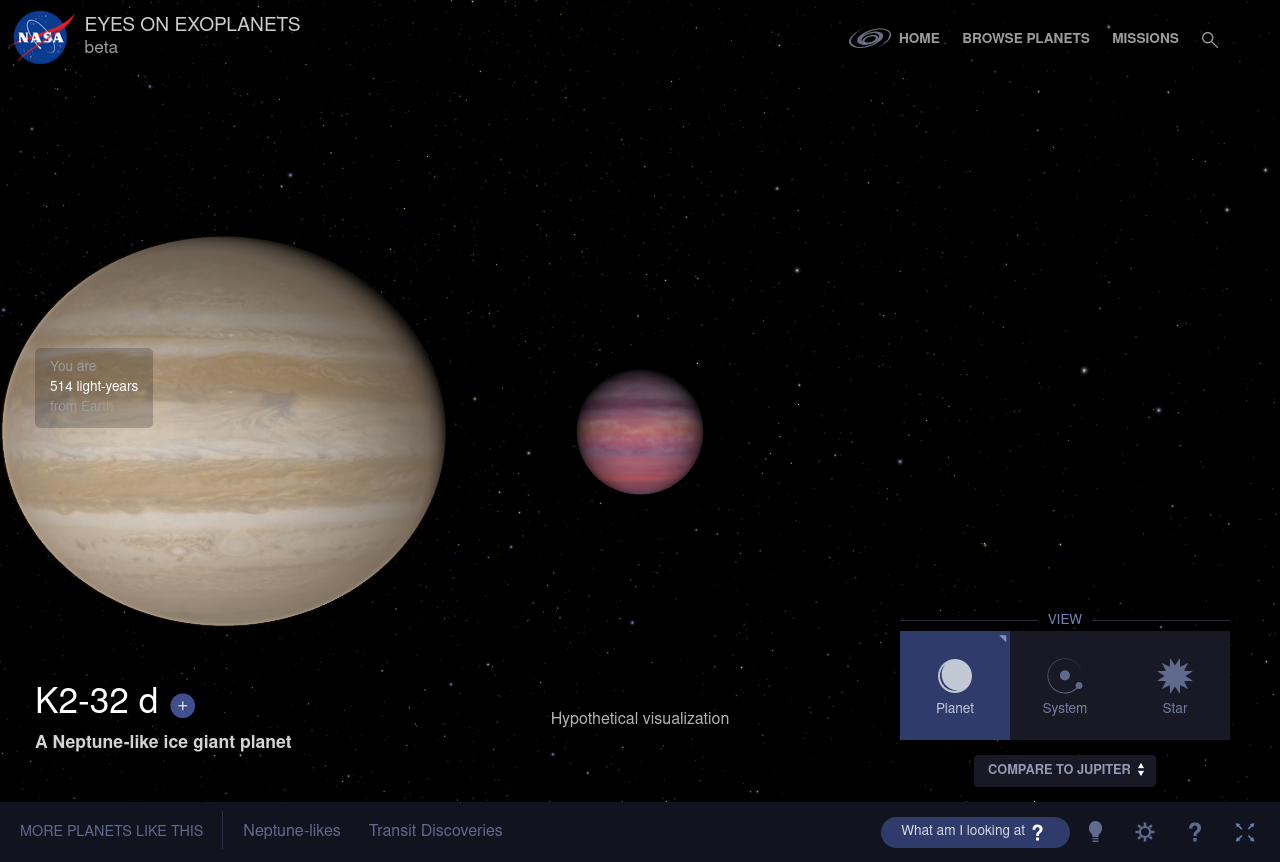 NASA
EYES ON EXOPLANETS
beta
HOME
BROWSE PLANETS
MISSIONS
You are
514 light-years
from Earth
VIEW
Planet
System
Star
K2-32 d +
A Neptune-like ice giant planet
Hypothetical visualization
COMPARE TO JUPITER
MORE PLANETS LIKE THIS
Neptune-likes
Transit Discoveries
What am I looking at ?
?